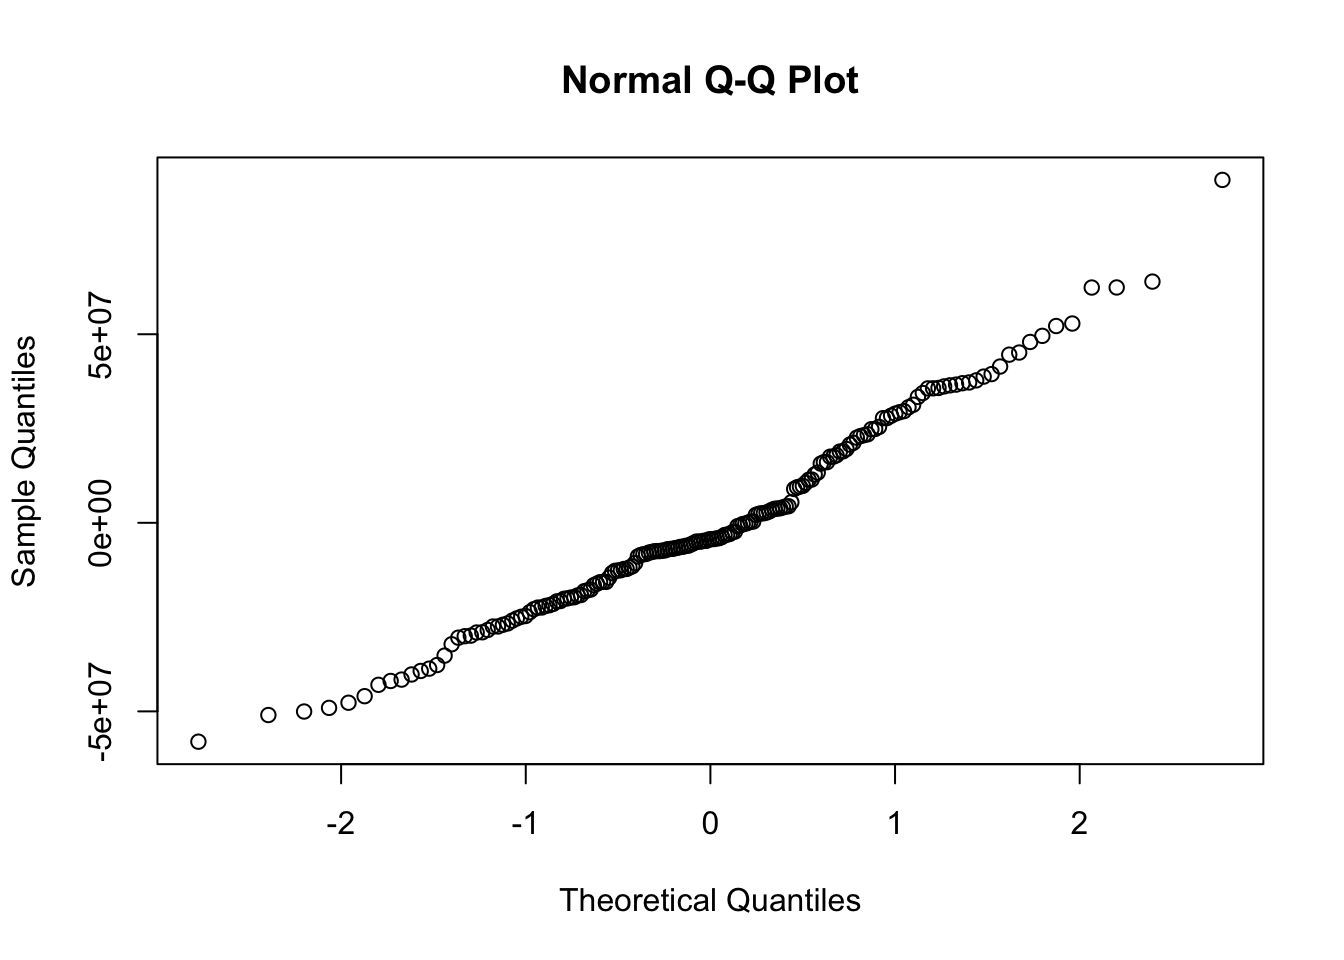 Normal Q-Q Plot
Sample Quantiles
5e+07
0e+00
-5e+07
-2 -1 0 1 2
Theoretical Quantiles